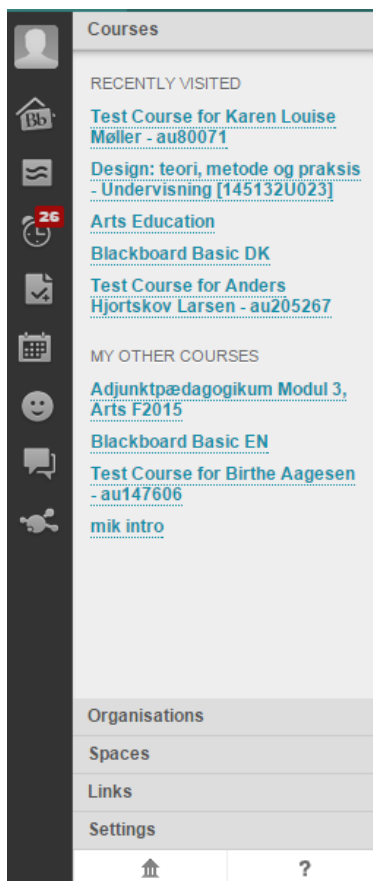 Courses
RECENTLY VISITED
Test Course for Karen Louise
Møller - au80071
Design: teori, metode og praksis
- Undervisning [145132U023]
Arts Education
Blackboard Basic DK
Test Course for Anders
Hjortskov Larsen - au205267
MY OTHER COURSES
Adjunktpædagogikum Modul 3,
Arts F2015
Blackboard Basic EN
Test Course for Birthe Aagesen
- au147606
mik intro
Organisations
Spaces
Links
Settings
?
Bb
26